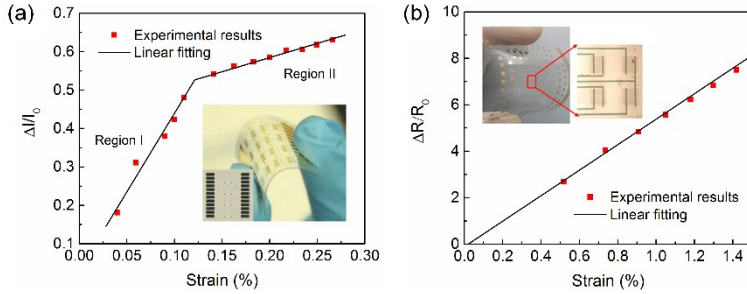 (a)
0.7
0.6
0.5
0.4
0.3
0.2
0.1
ΔI/I0
Experimental results
Linear fitting
Region I
Region II
0.00 0.05 0.10 0.15 0.20 0.25 0.30
Strain (%)
(b)
10
8
6
4
2
0
ΔR/R0
Experimental results
Linear fitting
0.0 0.2 0.4 0.6 0.8 1.0 1.2 1.4
Strain (%)